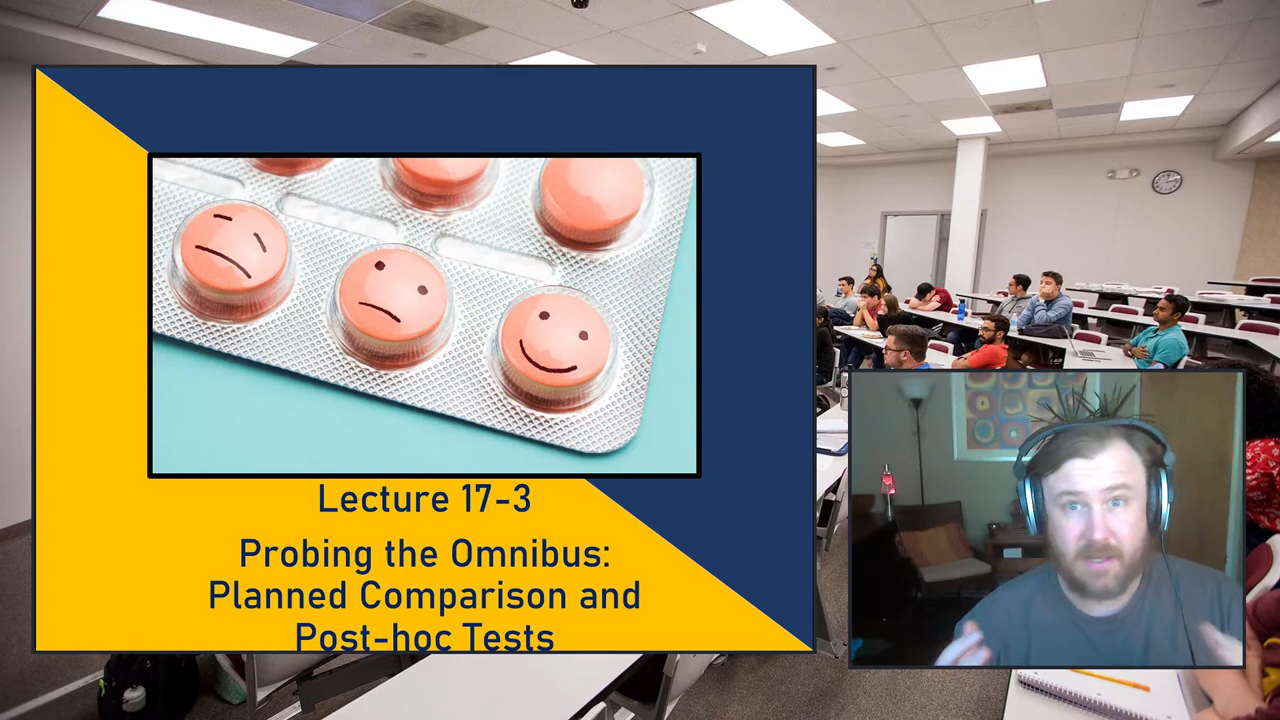 Lecture 17-3
Probing the Omnibus:
Planned Comparison and
Post-hoc Tests